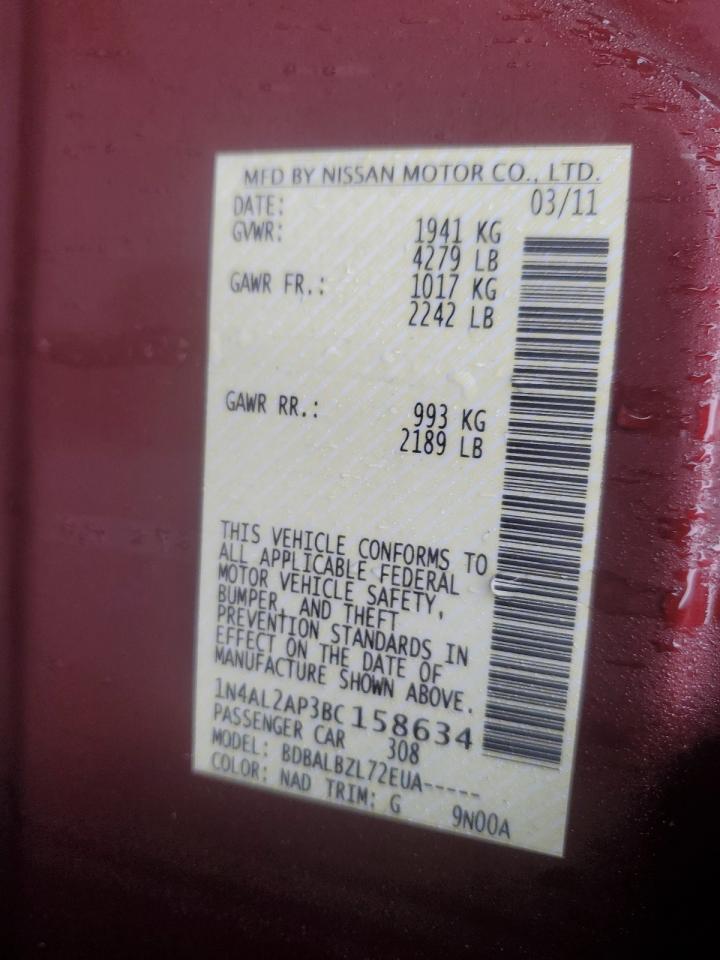 MFD BY NISSAN MOTOR CO., LTD.
DATE: 03/11
GVWR: 1941 KG
4279 LB
GAWR FR.: 1017 KG
2242 LB
GAWR RR.: 993 KG
2189 LB
THIS VEHICLE CONFORMS TO
ALL APPLICABLE FEDERAL
MOTOR VEHICLE SAFETY,
BUMPER, AND THEFT
PREVENTION STANDARDS IN
EFFECT ON THE DATE OF
MANUFACTURE SHOWN ABOVE.
1N4AL2AP3BC158634
PASSENGER CAR 308
MODEL: BDBALBZL72EUA-----
COLOR: NAD TRIM: G 9N00A